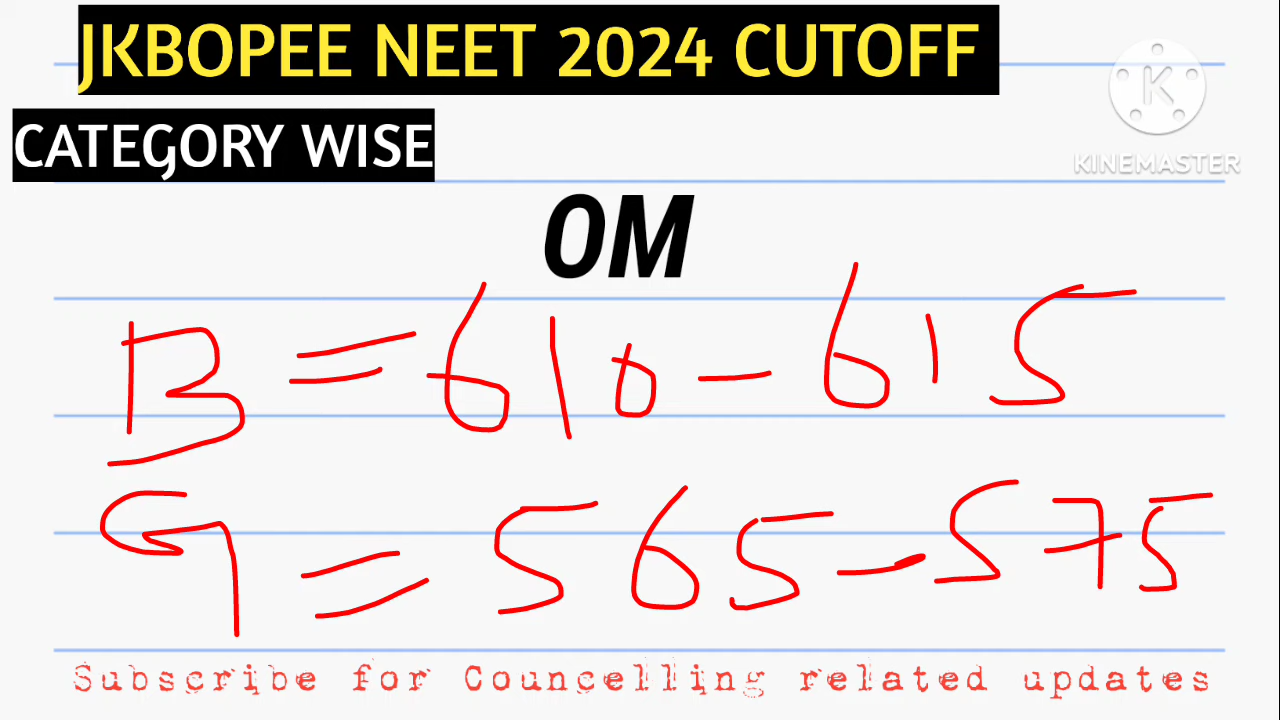 JKBOPEE NEET 2024 CUTOFF
K
KINEMASTER
CATEGORY WISE
OM
B = 610 - 615
G = 565 - 575
Subscribe for Councelling related updates